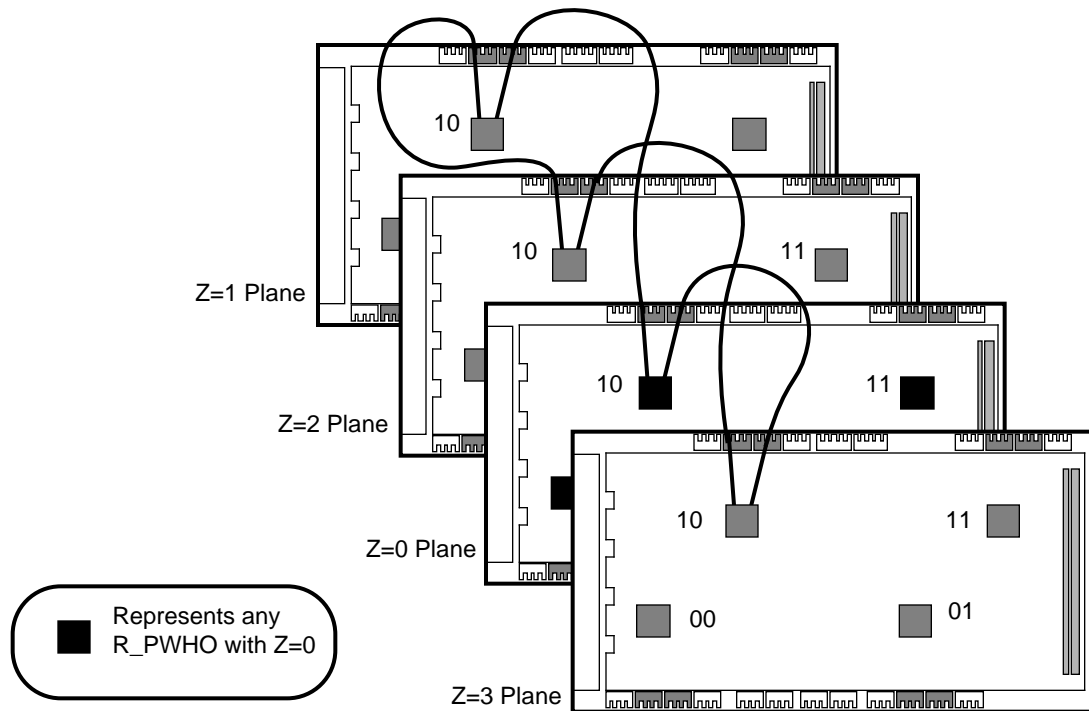 10
Z=1 Plane
10
11
Z=2 Plane
10
11
Z=0 Plane
10
11
00
01
Z=3 Plane
Represents any
R_PWHO with Z=0